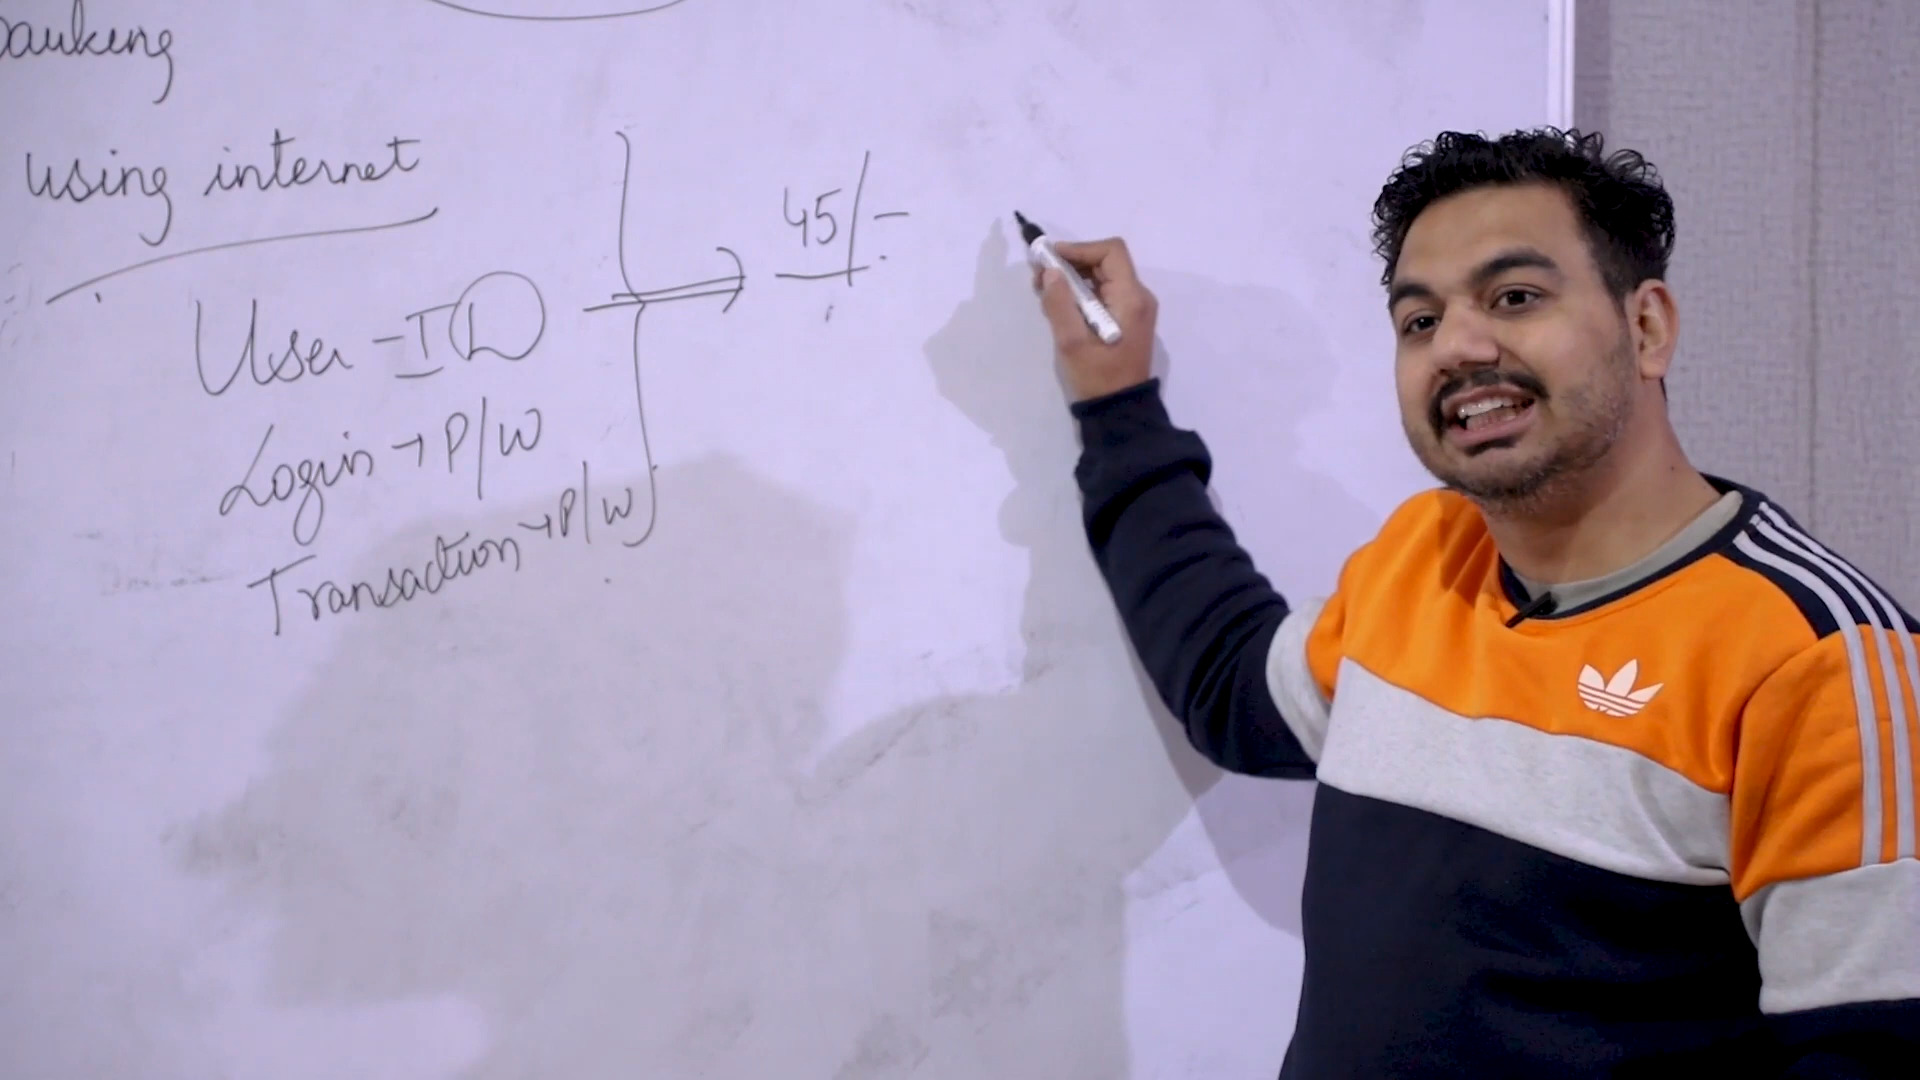 banking
using internet
User - ID
45/-
Login → P/W
Transaction → P/W